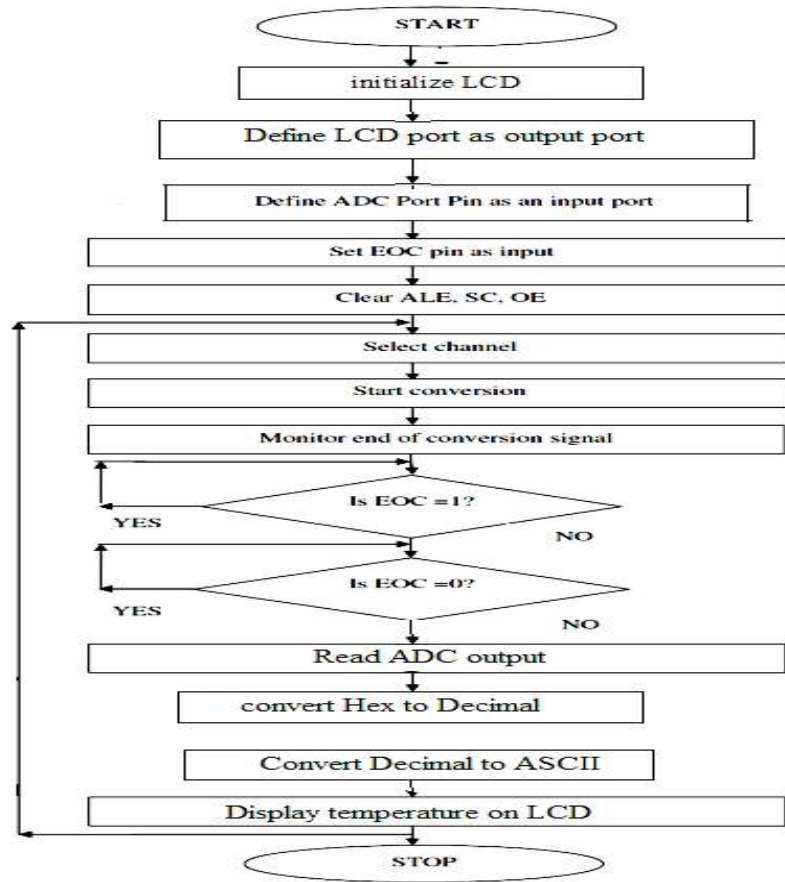 START
initialize LCD
Define LCD port as output port
Define ADC Port Pin as an input port
Set EOC pin as input
Clear ALE, SC, OE
Select channel
Start conversion
Monitor end of conversion signal
Is EOC =1?
YES
NO
Is EOC =0?
YES
NO
Read ADC output
convert Hex to Decimal
Convert Decimal to ASCII
Display temperature on LCD
STOP